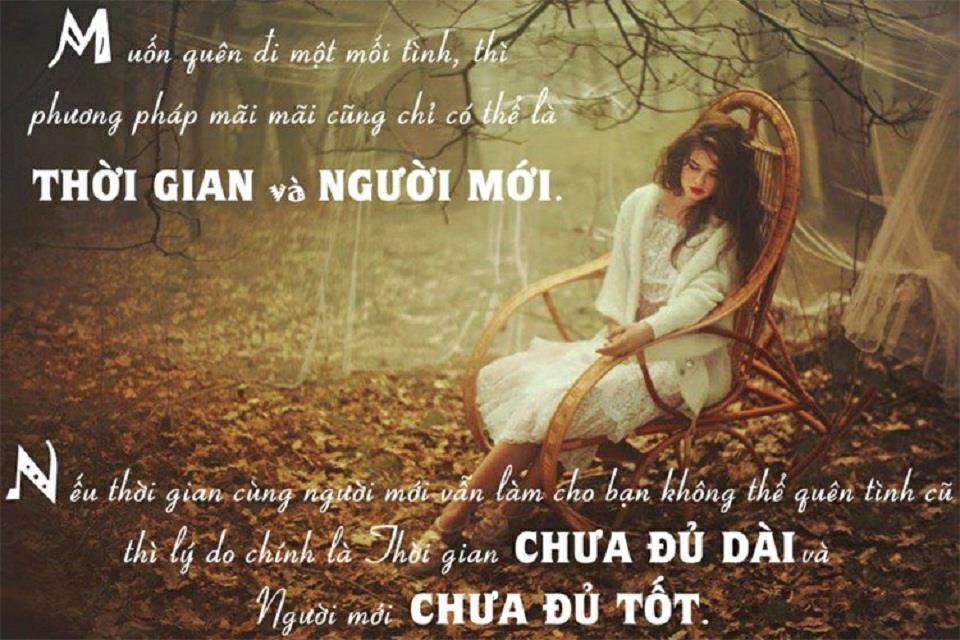 Muốn quên đi một mối tình, thì
phương pháp mãi mãi cũng chỉ có thể là
THỜI GIAN và NGƯỜI MỚI.
Nếu thời gian cùng người mới vẫn làm cho bạn không thể quên tình cũ
thì lý do chính là Thời gian CHƯA ĐỦ DÀI và
Người mới CHƯA ĐỦ TỐT.